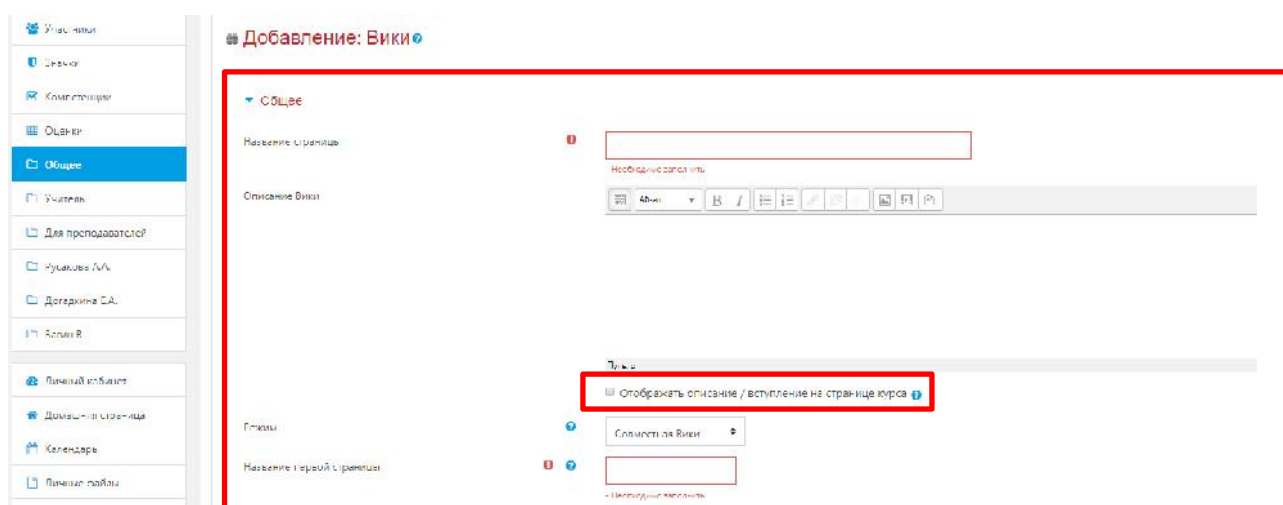 Участники
Добавление: Вики
Значки
Компетенции
Общее
Оценки
Название страницы
Общее
Необходимо заполнить
Учитель
Описание Вики
Абзац
Для преподавателей
Русакова А.А.
Догадкина Е.А.
Путь: p
Личный кабинет
Отображать описание / вступление на странице курса
Домашняя страница
Режим
Совместная Вики
Календарь
Название первой страницы
Личные файлы
- Необходимо заполнить